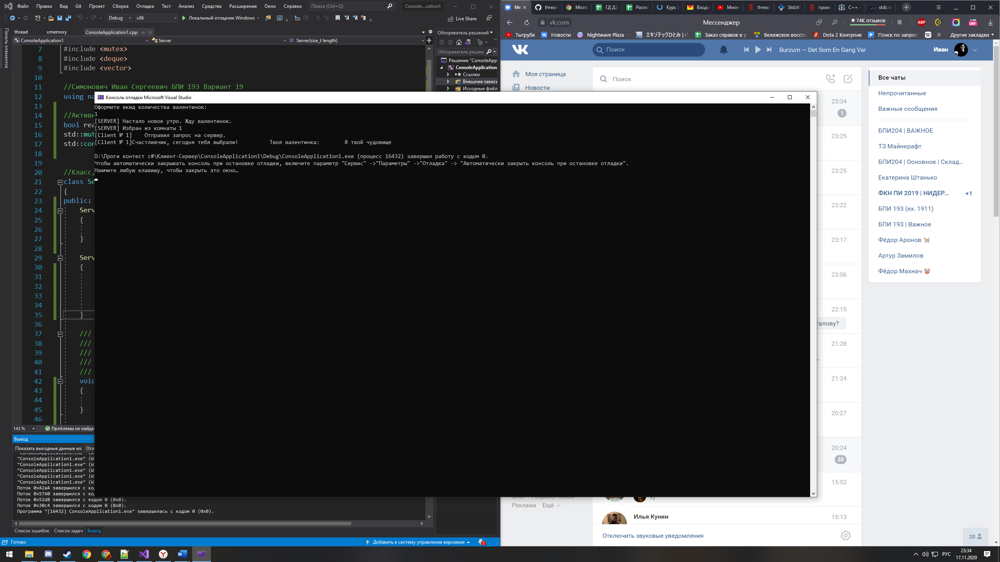 Файл Правка Вид Git Проект Сборка Отладка Тест Анализ Средства Расширения Окно Справка Поиск (Ctrl+Q) Console...cation1
Debug x86 Локальный отладчик Windows Live Share
thread xmemory ConsoleApplication1.cpp
ConsoleApplication1 Server Server(size_t length)
Панель элементов
7 #include <mutex>
8 #include <deque>
9 #include <vector>
10
11 //Симонович Иван Сергеевич БПИ 193 Вариант 19
12 using na
13
14 //Активн
15 bool rea
16 std::mut
17 std::con
18
19
20 //Класс,
21 class Se
22 {
23 public:
24 Serv
25 {
26
27 }
28
29 Serv
30 {
31
32
33
34
35 }
36
37 ///
38 ///
39 ///
40 ///
41 ///
42 void
43 {
44
45 }
46
143 % Проблемы не найде
Обозреватель решений
Обозреватель решен
Решение "ConsoleApp
ConsoleApplication
Ссылки
Внешние зависи
Исходные файл
Консоль отладки Microsoft Visual Studio
Оформите вкид количества валентинок:
1
[SERVER] Настало новое утро. Жду валентинок.
[SERVER] Избран из комнаты 1
[Client № 1] Отправил запрос на сервер.
[Client № 1]Счастливчик, сегодня тебя выбрали! Твоя валентинка: Я твоё чудовище
D:\Проги контест c#\Клиент-Сервер\ConsoleApplication1\Debug\ConsoleApplication1.exe (процесс 16432) завершил работу с кодом 0.
Чтобы автоматически закрывать консоль при остановке отладки, включите параметр "Сервис" ->"Параметры" ->"Отладка" -> "Автоматически закрыть консоль при остановке отладки".
Нажмите любую клавишу, чтобы закрыть это окно…
Вывод
Показать выходные данные из: Отл
"ConsoleApplication1.exe" (W
"ConsoleApplication1.exe" (W
"ConsoleApplication1.exe" (W
"ConsoleApplication1.exe" (W
"ConsoleApplication1.exe" (W
"ConsoleApplication1.exe" (W
Поток 0x42a4 завершился с ко
Поток 0x5760 завершился с ко
Поток 0x52d8 завершился с кодом 0 (0x0).
Поток 0x30c4 завершился с кодом 0 (0x0).
Программа "[16432] ConsoleApplication1.exe" завершилась с кодом 0 (0x0).
Список ошибок Список задач Вывод
Готово Добавить в систему управления версиями 1
Ме thread Micros ГД ДЗ Распи Курс | Входя Много thread Std::th прове C++ - std:: co
vk.com Мессенджер ★ 74K отзывов ABP OFF
Тытрубе Новости Nightwave Plaza - エキゾチックひとみ | r Заказ справок в уч Велижское восста Dota 2 Контрпик Поиск по запросу W » Другие закладки
Поиск Burzum — Det Som En Gang Var Иван
Моя страница
Новости
Поиск
23:34
1
23:25
23:25
23:22
23:17
23:06
22:15
галову?
21:28
..
21:24
20:27
20:24
30
15:53
9)
Илья Кунин 15:13
Блог Разработчикам
Реклама Ещё
Отключить звуковые уведомления
Все чаты
Непрочитанные
Важные сообщения
БПИ204 | ВАЖНОЕ
ТЗ Майнкрафт
БПИ204 | Основное | Склад...
Екатерина Штанько
ФКН ПИ 2019 | НИДЕР... +1
БПИ 193 (ex. 1911)
БПИ 193 | Важное
Фёдор Аронов
Артур Замилов
Фёдор Махнач
20
РУС 23:34
17.11.2020